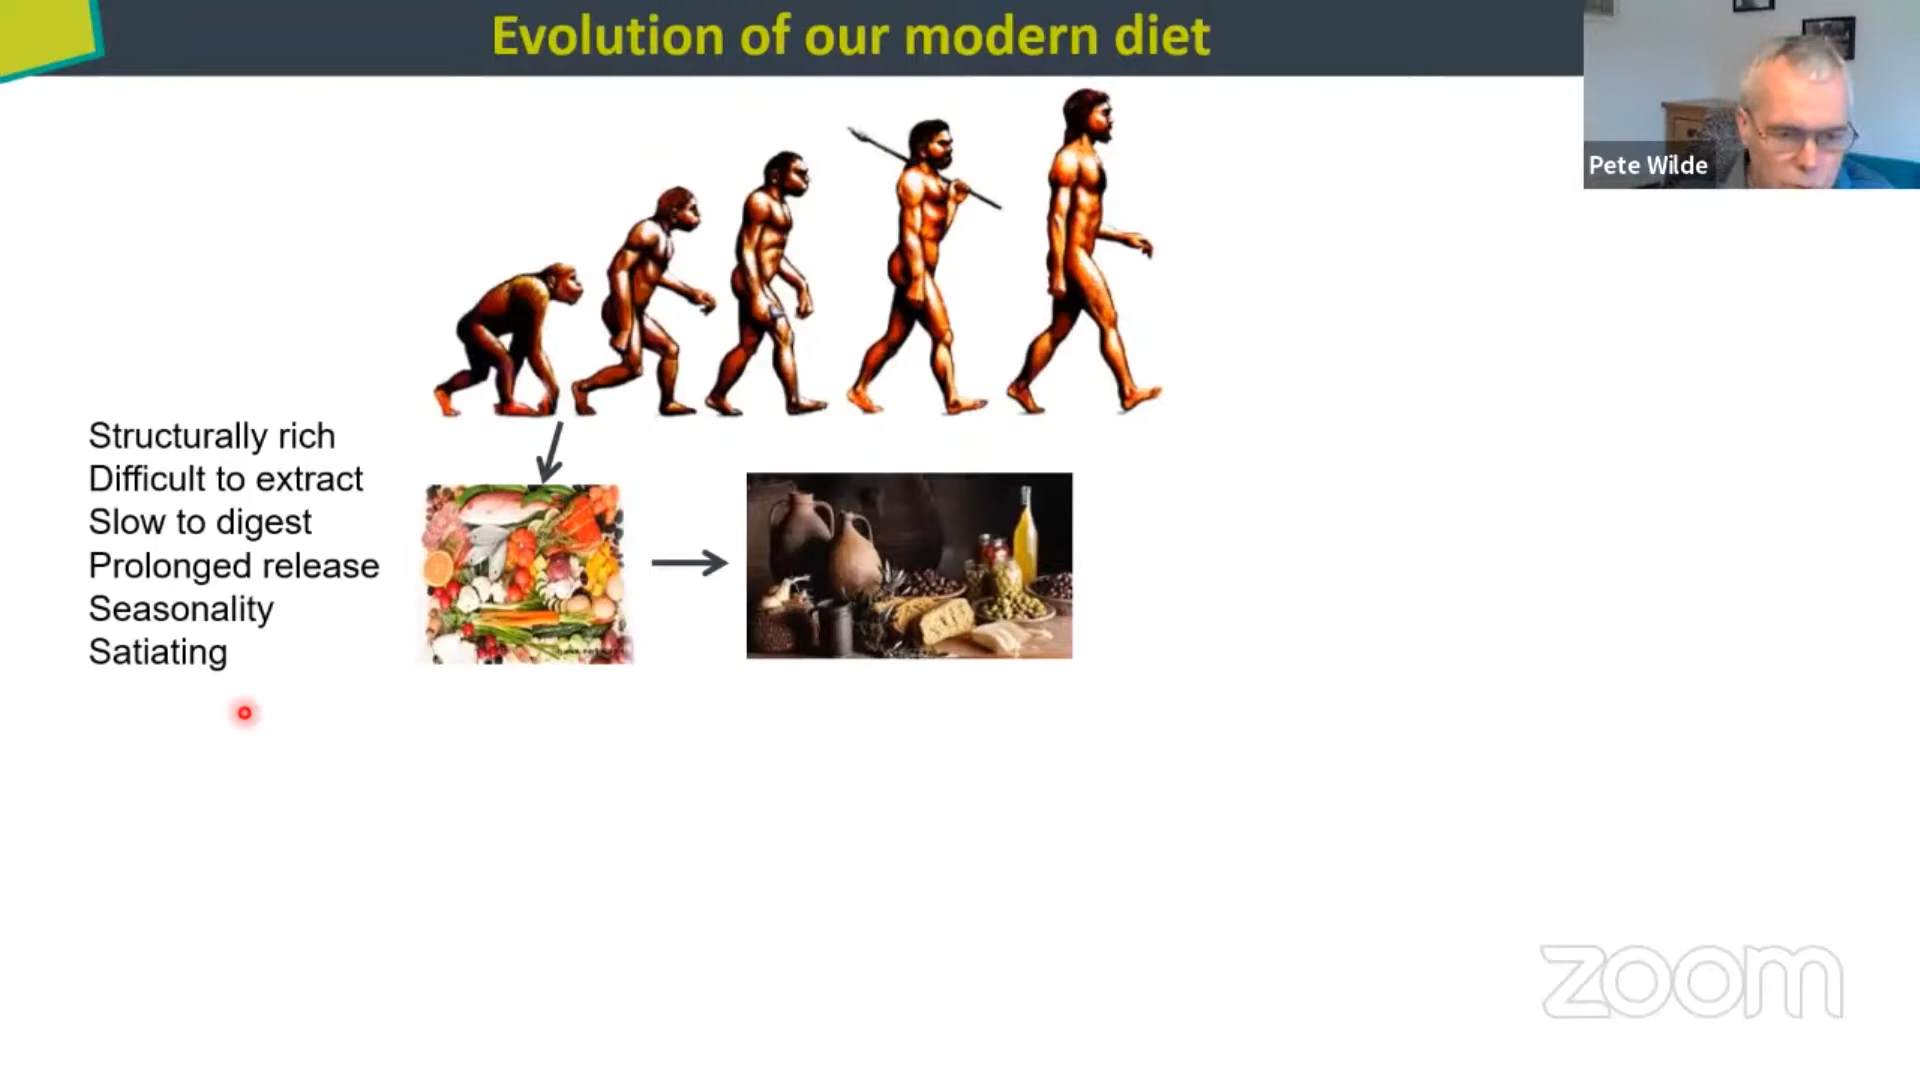 Evolution of our modern diet
Pete Wilde
Structurally rich
Difficult to extract
Slow to digest
Prolonged release
Seasonality
Satiating
zoom